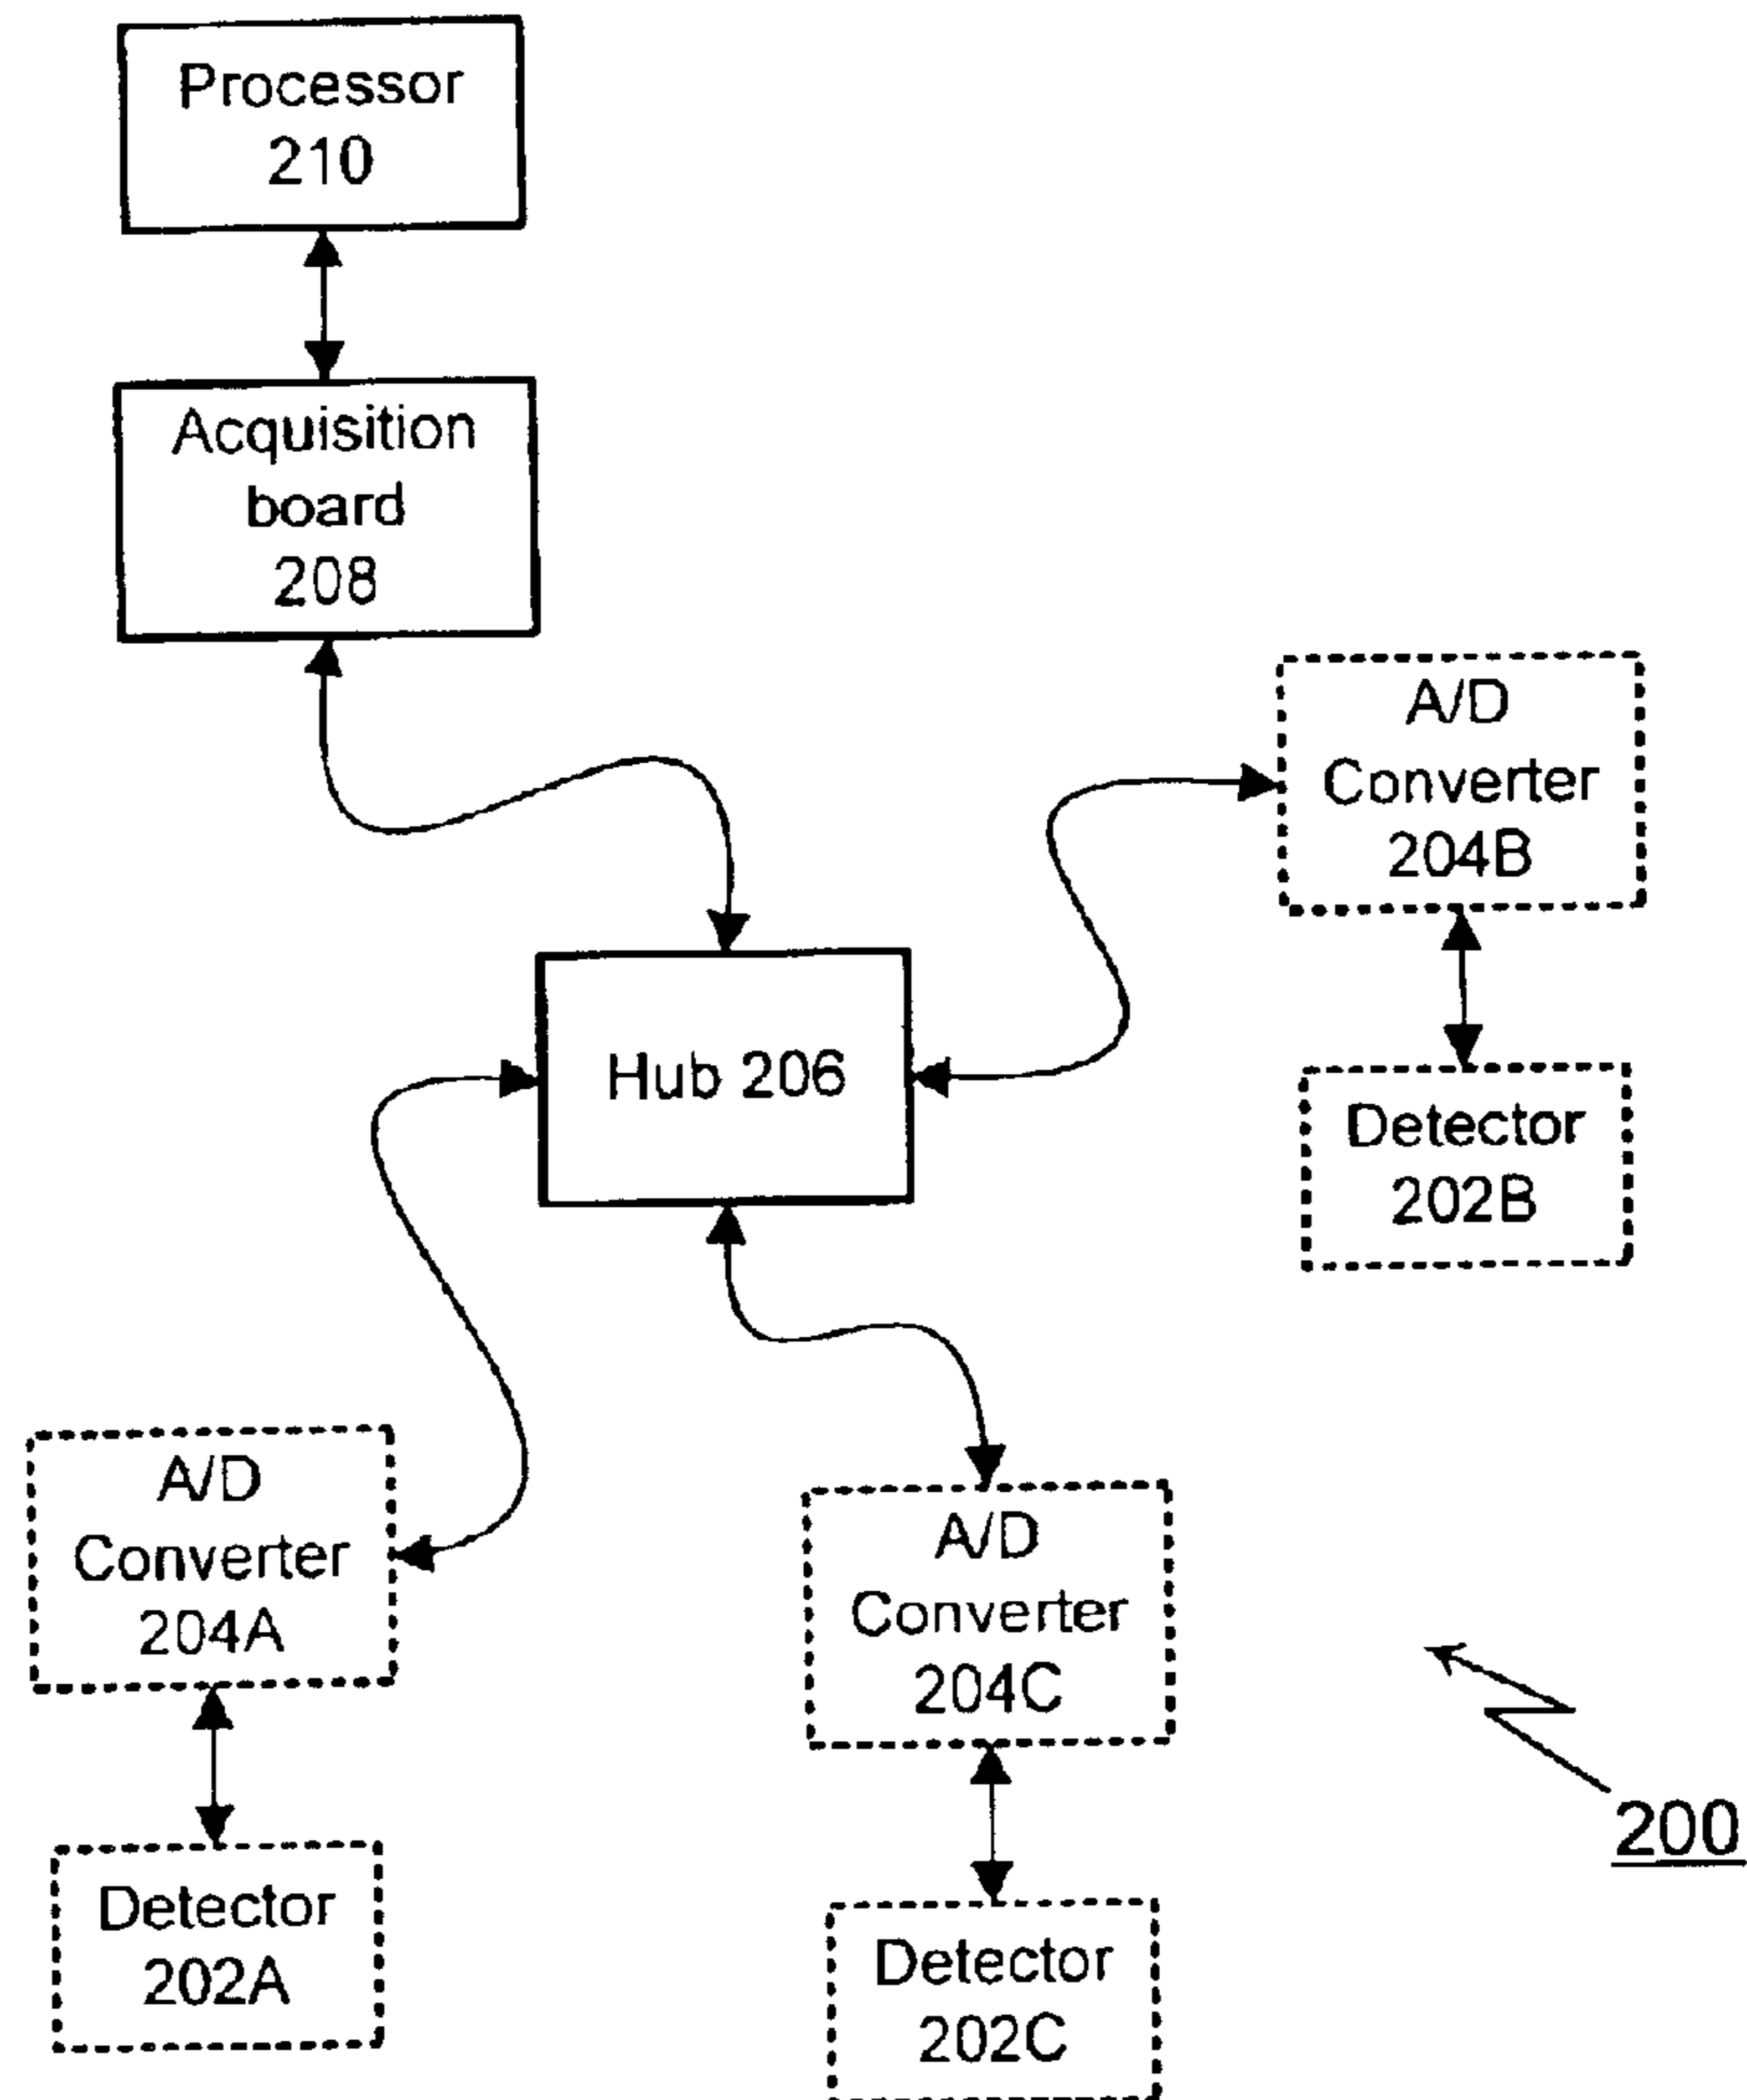 Processor
210
Acquisition
board
208
A/D
Converter
204B
Hub 206
Detector
202B
A/D
Converter
204A
A/D
Converter
204C
200
Detector
202A
Detector
202C